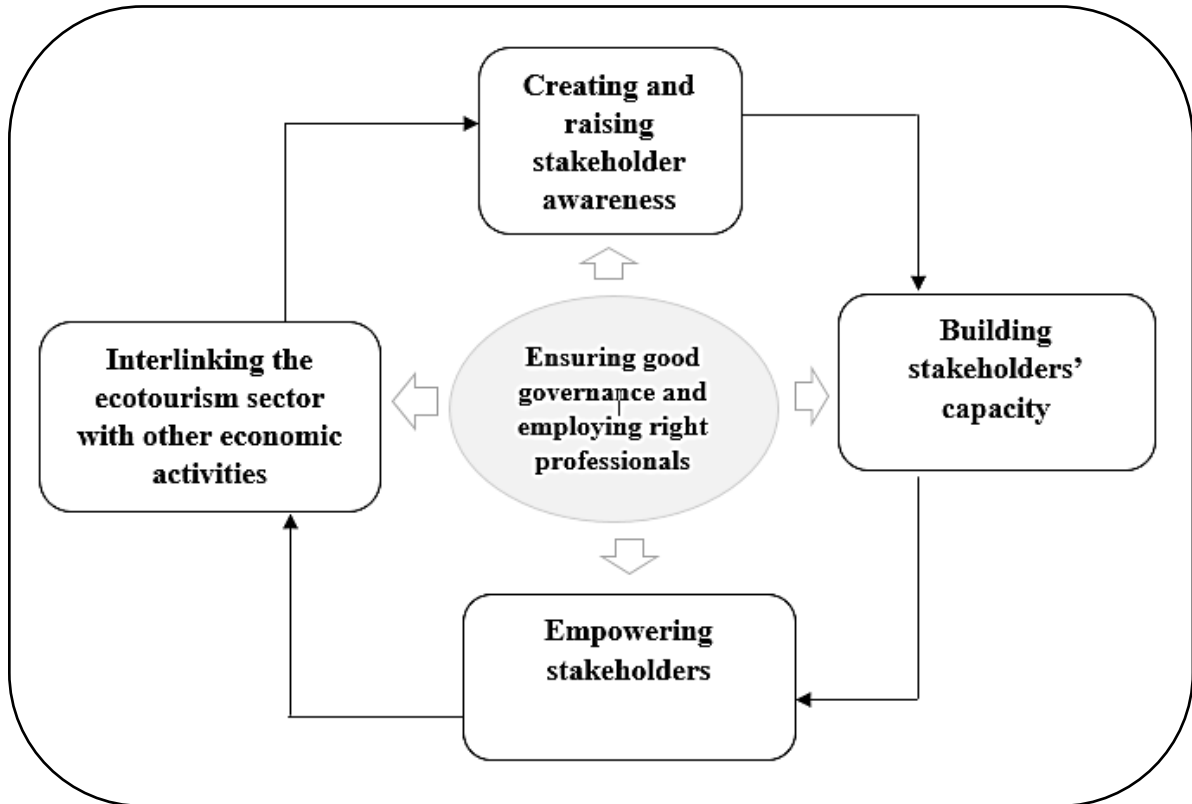 Creating and
raising
stakeholder
awareness
Interlinking the
ecotourism sector
with other economic
activities
Ensuring good
governance and
employing right
professionals
Building
stakeholders’
capacity
Empowering
stakeholders